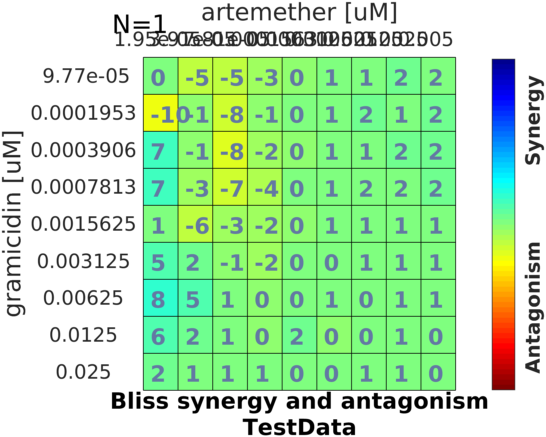 artemether [uM]
N=1
9.77e-05 0 -5 -5 -3 0 1 1 2 2
0.0001953 -10 -1 -8 -1 0 1 2 1 2
0.0003906 7 -1 -8 -2 0 1 1 2 2
0.0007813 7 -3 -7 -4 0 1 2 2 2
0.0015625 1 -6 -3 -2 0 1 1 1 1
0.003125 5 2 -1 -2 0 0 1 1 1
0.00625 8 5 1 0 0 1 0 1 1
0.0125 6 2 1 0 2 0 0 1 0
0.025 2 1 1 1 0 0 1 1 0
gramicidin [uM]
Synergy
Antagonism
Bliss synergy and antagonism
TestData